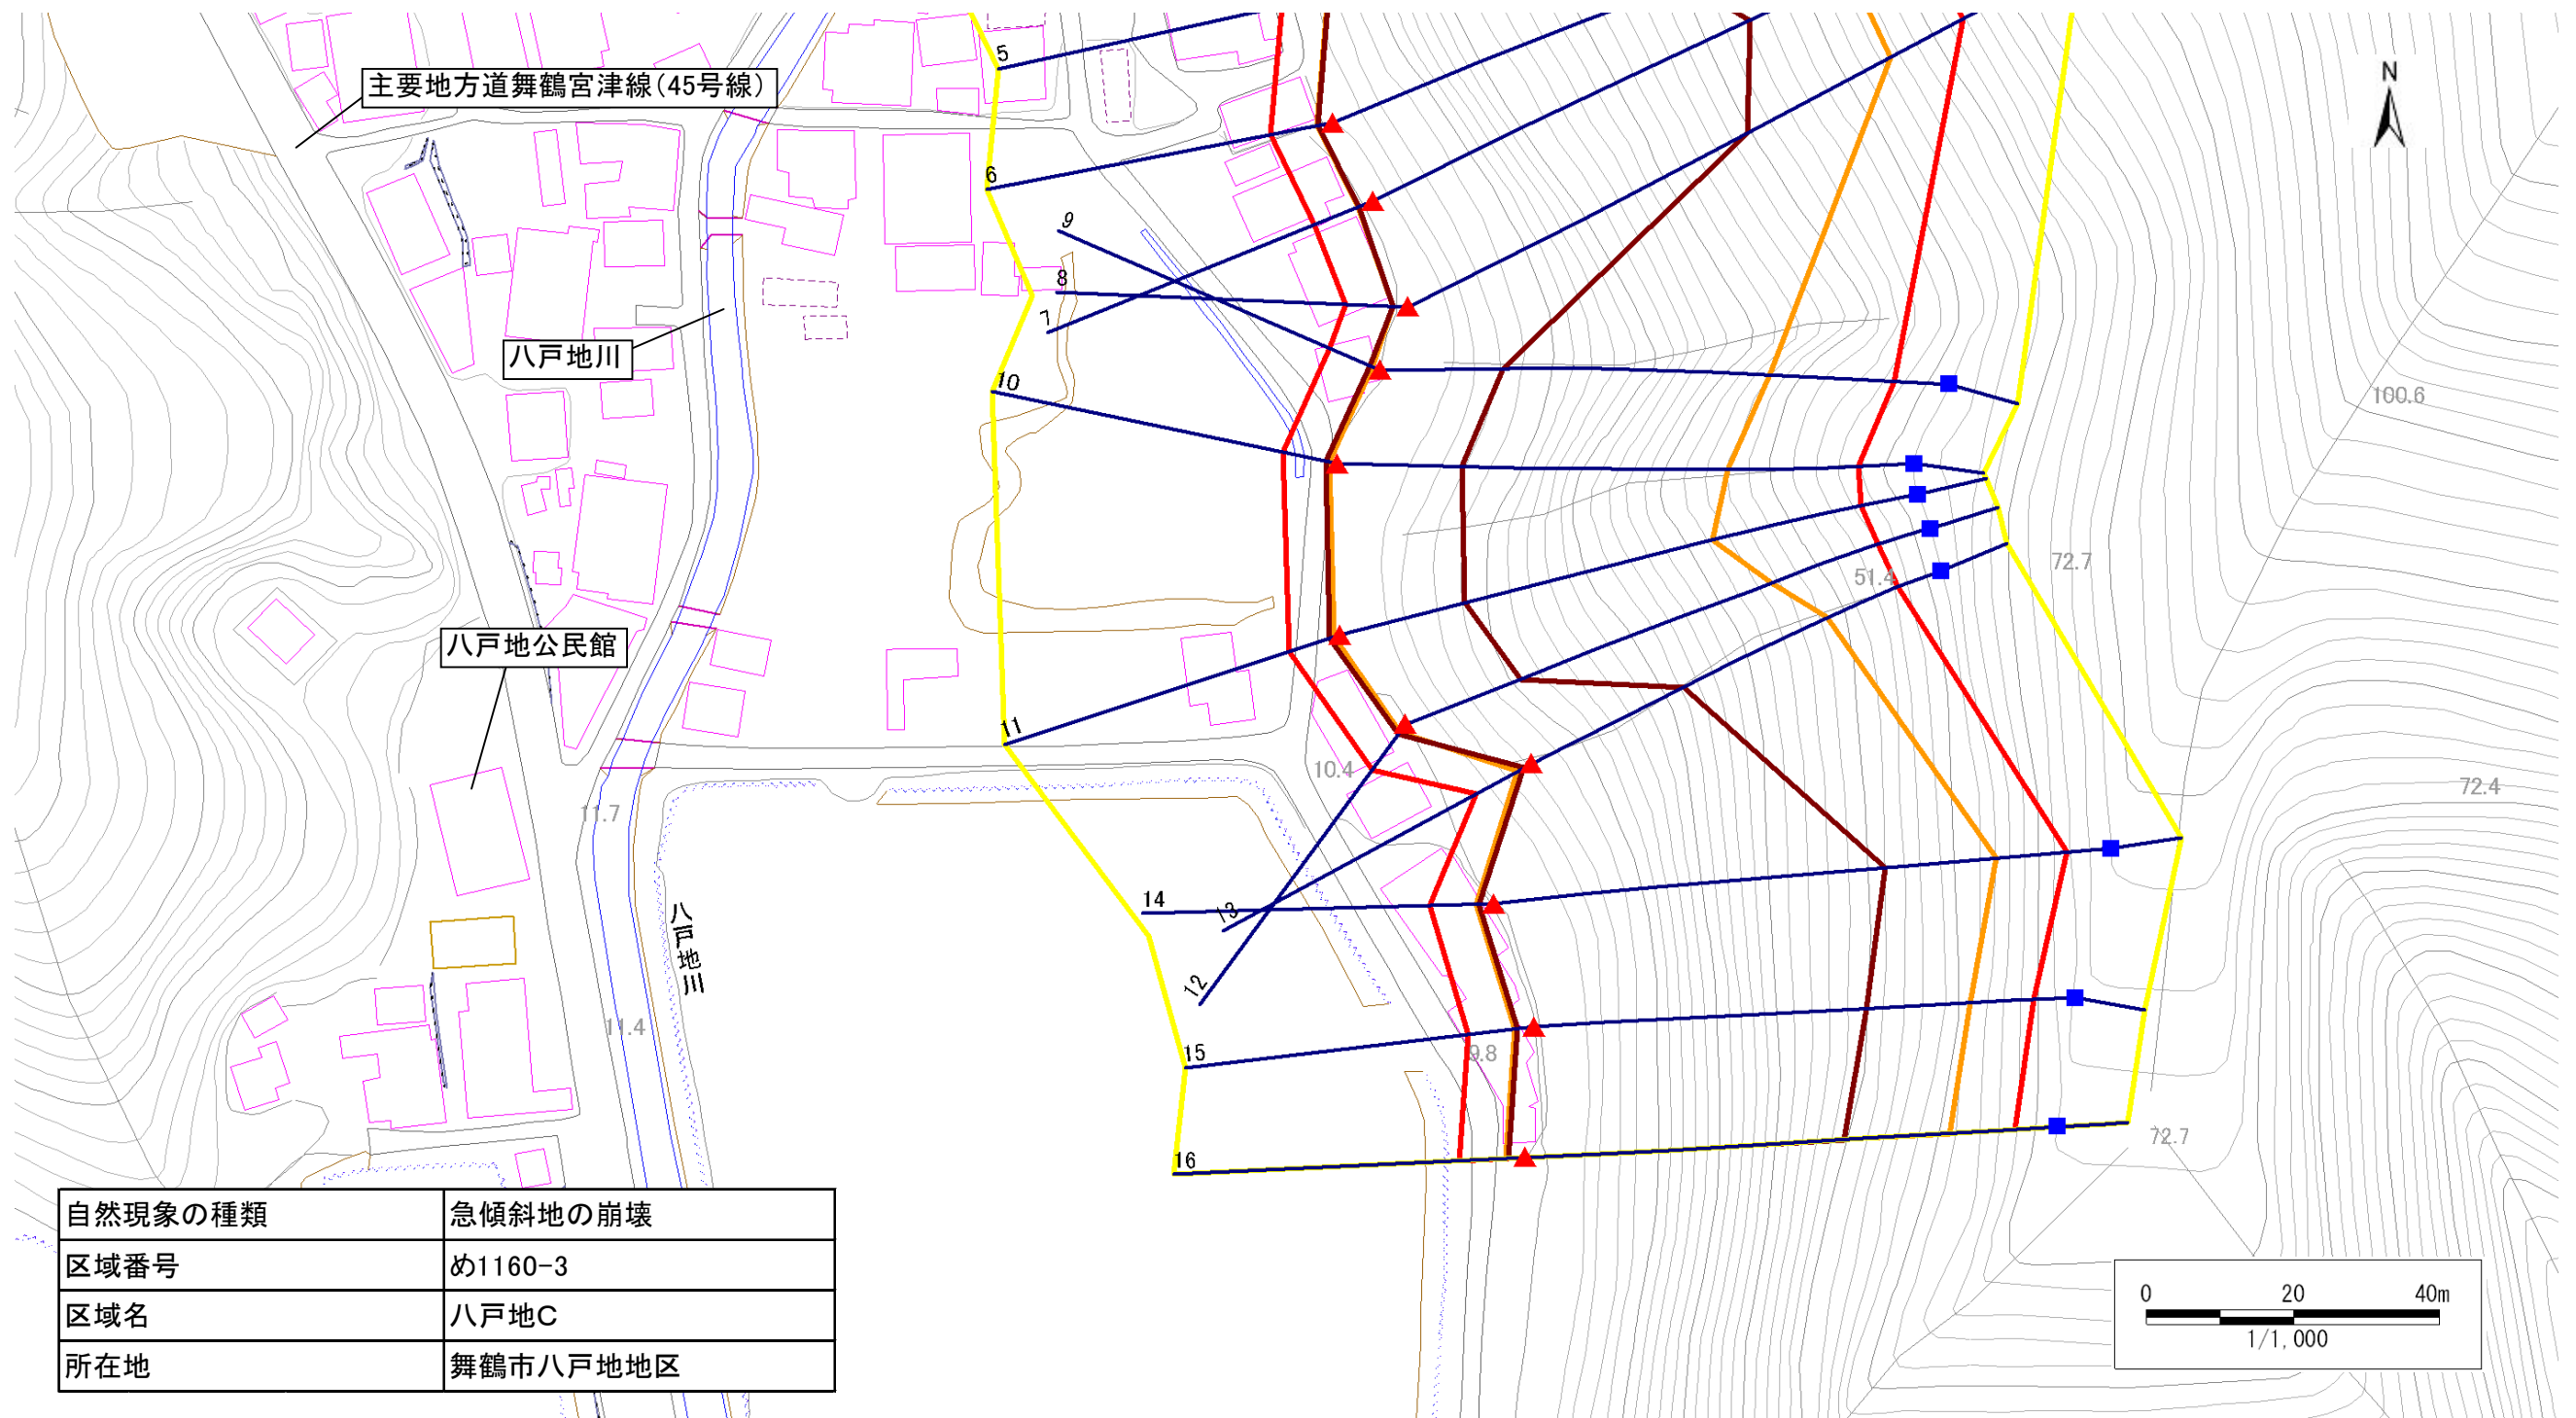 5
主要地方道舞鶴宮津線(45号線)
N
6
9
8
7
八戸地川
10
100.6
72.7
51.4
八戸地公民館
11
10.4
72.4
11.7
14
13
八戸地川
12
11.4
15
9.8
72.7
16
自然現象の種類 急傾斜地の崩壊
区域番号 め1160-3
区域名 八戸地C
所在地 舞鶴市八戸地地区
0 20 40m
1/1,000